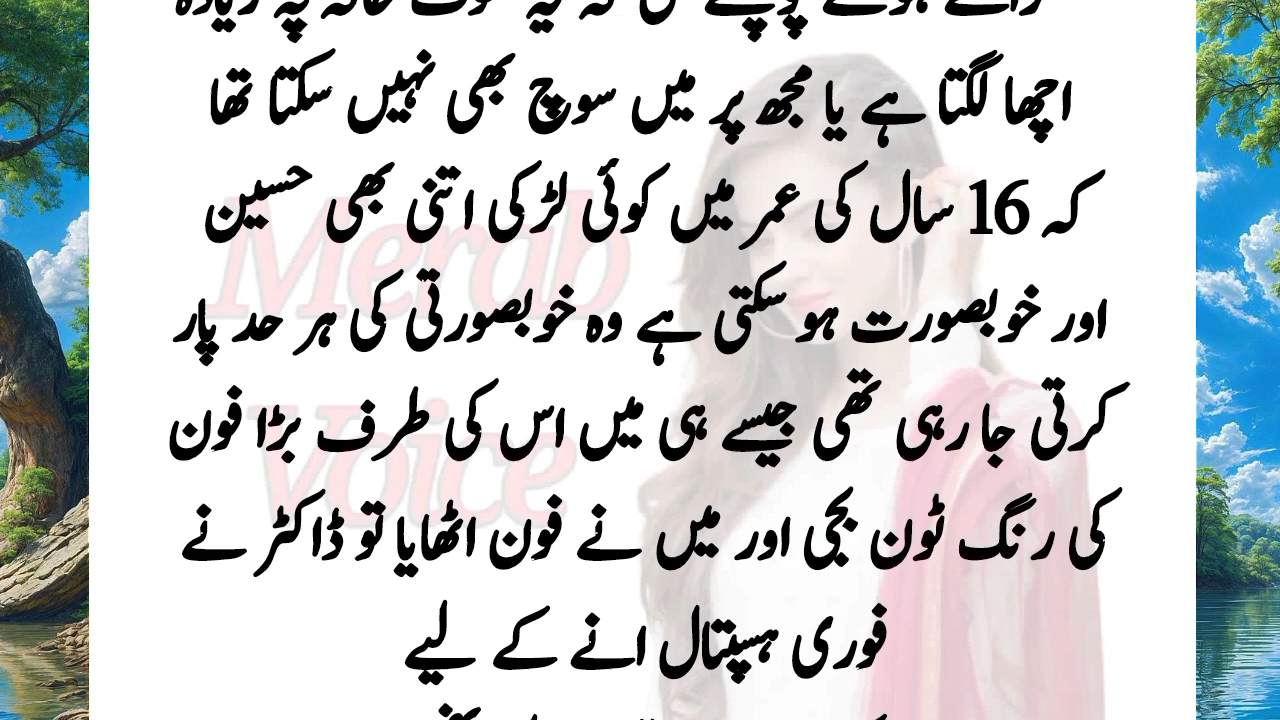 اچھا لگتا ہے یا مجھ پر میں سوچ بھی نہیں سکتا تھا
کہ 16 سال کی عمر میں کوئی لڑکی اتنی بھی حسین
اور خوبصورت ہو سکتی ہے وہ خوبصورتی کی ہر حد پار
کرتی جا رہی تھی جیسے ہی میں اس کی طرف بڑا فون
کی رنگ ٹون بجی اور میں نے فون اٹھایا تو ڈاکٹر نے
فوری ہسپتال انے کے لیے
Merab
Voice